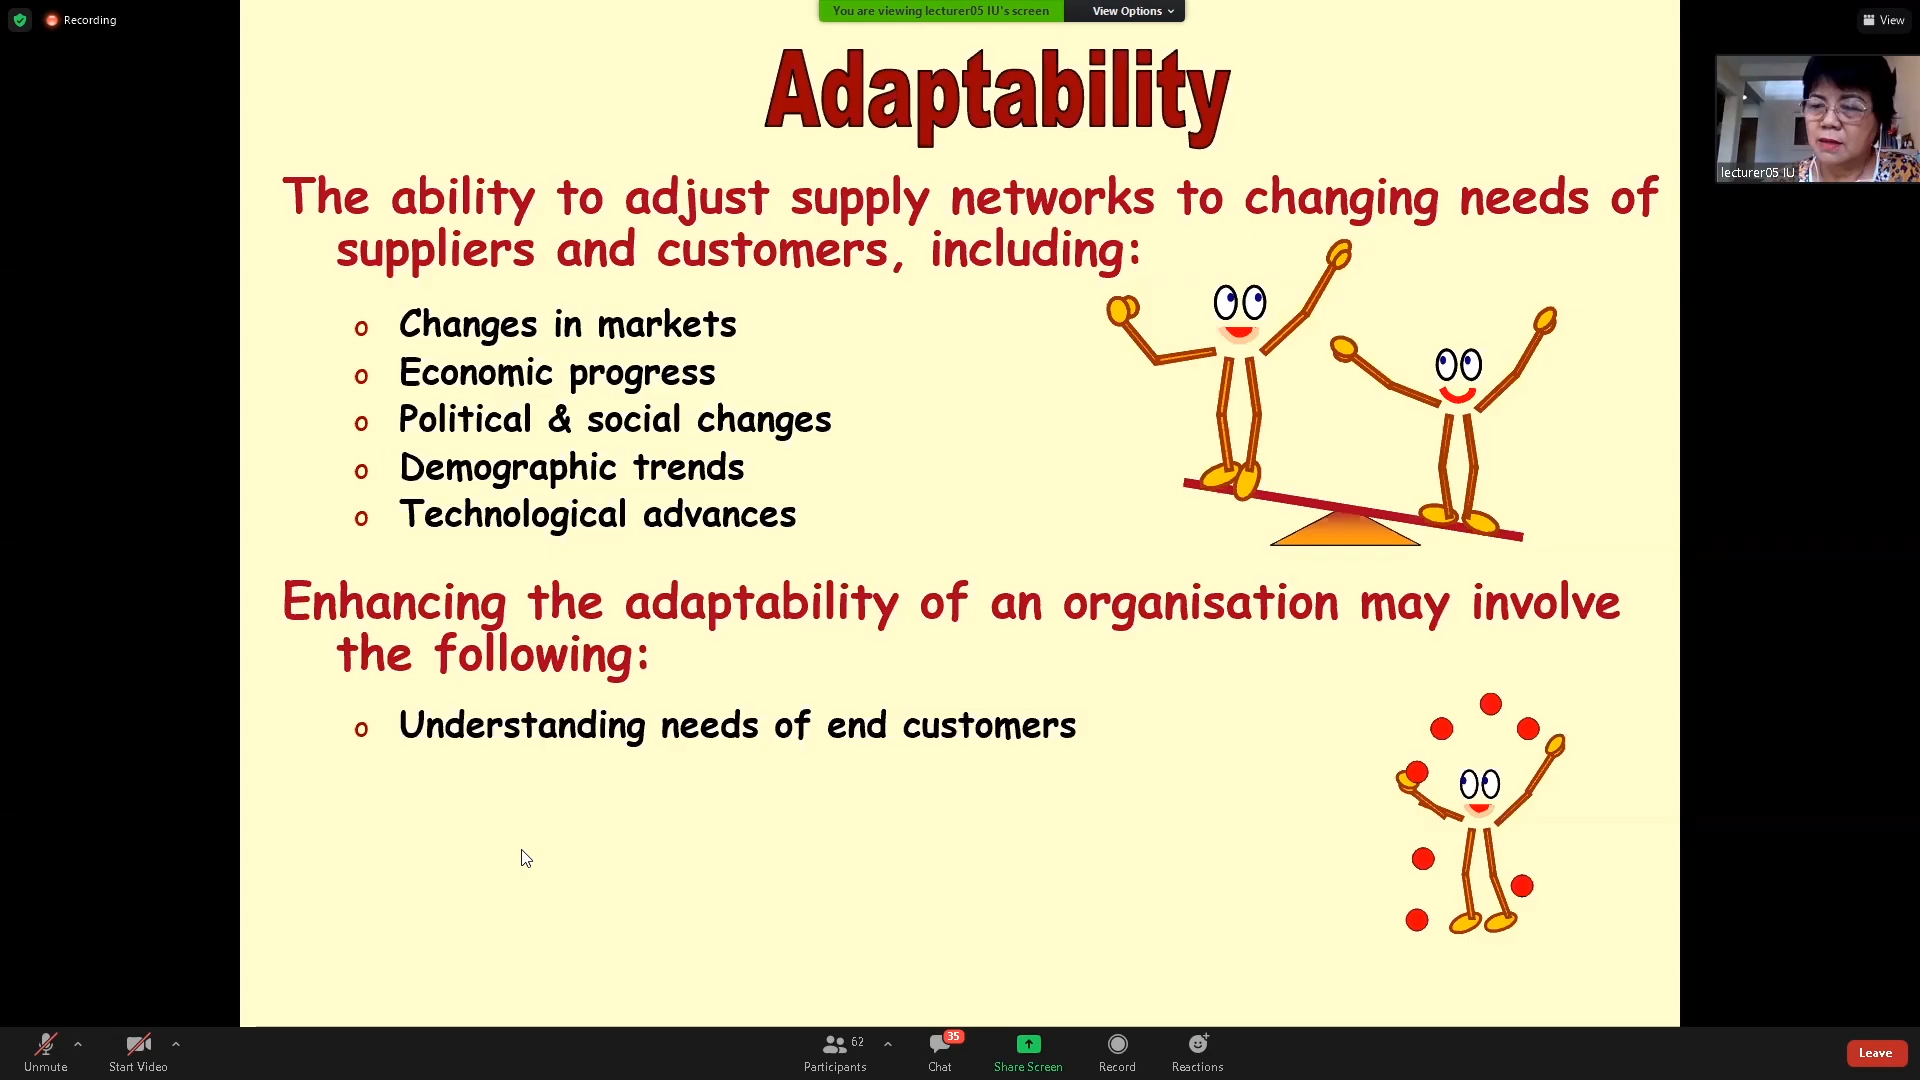 Recording
You are viewing lecturer05 IU's screen
View Options
View
Adaptability
lecturer05 IU
The ability to adjust supply networks to changing needs of
suppliers and customers, including:
o Changes in markets
o Economic progress
o Political & social changes
o Demographic trends
o Technological advances
Enhancing the adaptability of an organisation may involve
the following:
o Understanding needs of end customers
Unmute
Start Video
62
Participants
35
Chat
Share Screen
Record
Reactions
Leave